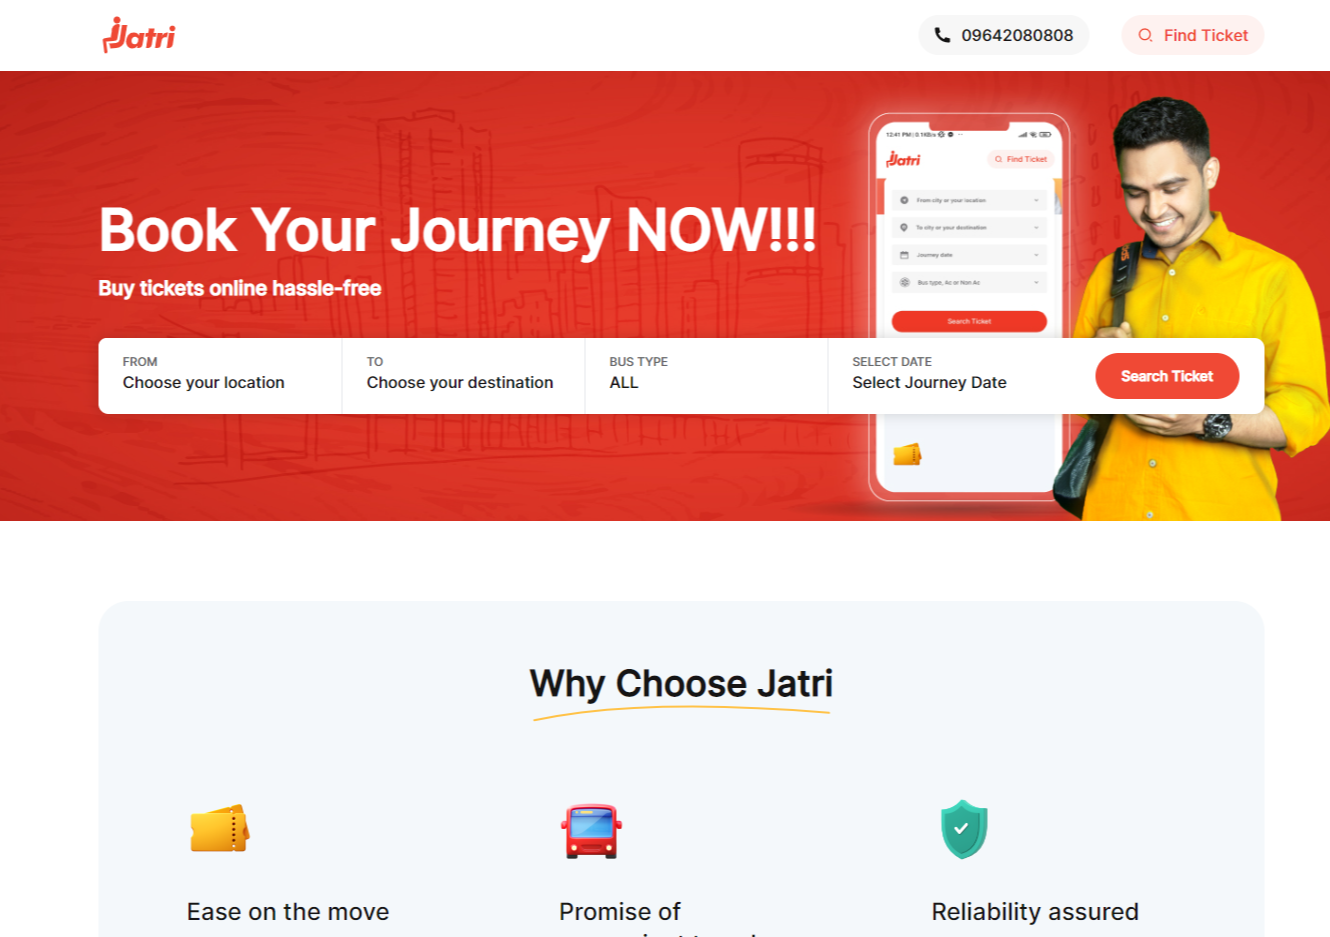 Jatri
09642080808
Find Ticket
12:41 PM | 0.1KB/s
Jatri
Find Ticket
From city or your location
To city or your destination
Journey date
Bus type, Ac or Non Ac
Search Ticket
Book Your Journey NOW!!!
Buy tickets online hassle-free
FROM
Choose your location
TO
Choose your destination
BUS TYPE
ALL
SELECT DATE
Select Journey Date
Search Ticket
Why Choose Jatri
Ease on the move
Promise of
Reliability assured